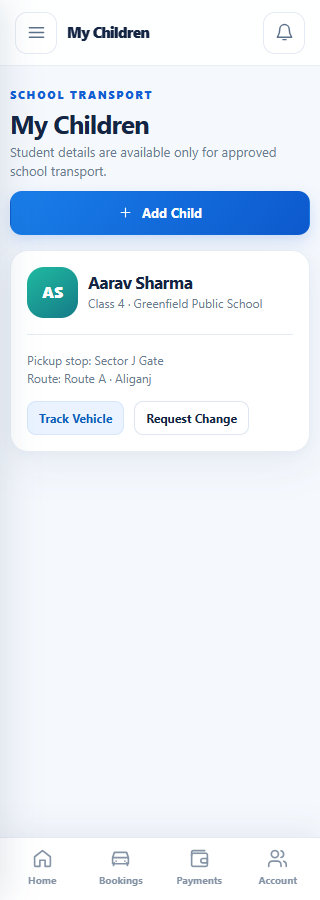 My Children
SCHOOL TRANSPORT
My Children
Student details are available only for approved
school transport.
+ Add Child
AS
Aarav Sharma
Class 4 · Greenfield Public School
Pickup stop: Sector J Gate
Route: Route A · Aliganj
Track Vehicle
Request Change
Home
Bookings
Payments
Account